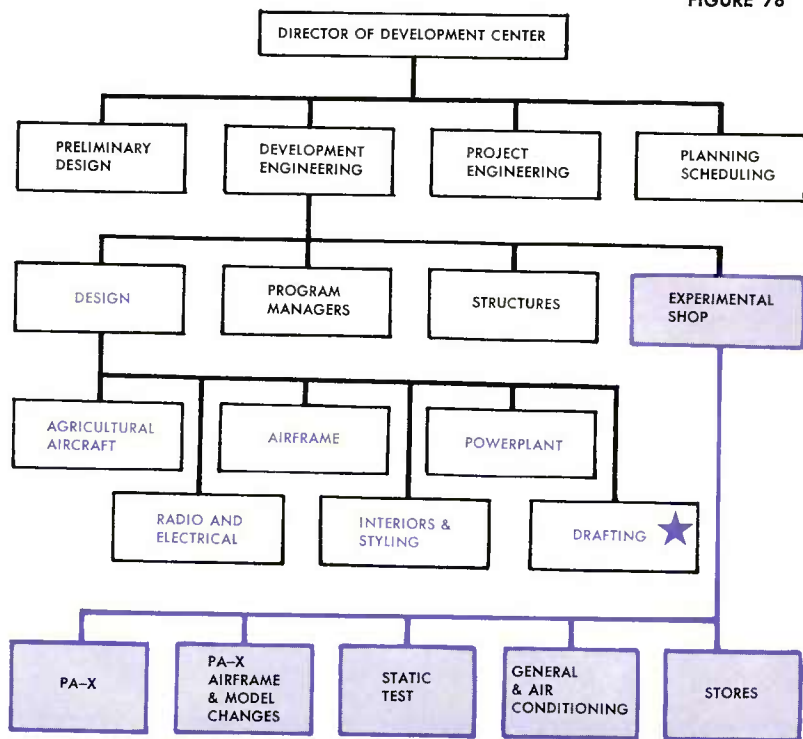 FIGURE 78
DIRECTOR OF DEVELOPMENT CENTER
PRELIMINARY
DESIGN
DEVELOPMENT
ENGINEERING
PROJECT
ENGINEERING
PLANNING
SCHEDULING
DESIGN
PROGRAM
MANAGERS
STRUCTURES
EXPERIMENTAL
SHOP
AGRICULTURAL
AIRCRAFT
AIRFRAME
POWERPLANT
RADIO AND
ELECTRICAL
INTERIORS &
STYLING
DRAFTING
PA-X
PA-X
AIRFRAME
& MODEL
CHANGES
STATIC
TEST
GENERAL
& AIR
CONDITIONING
STORES